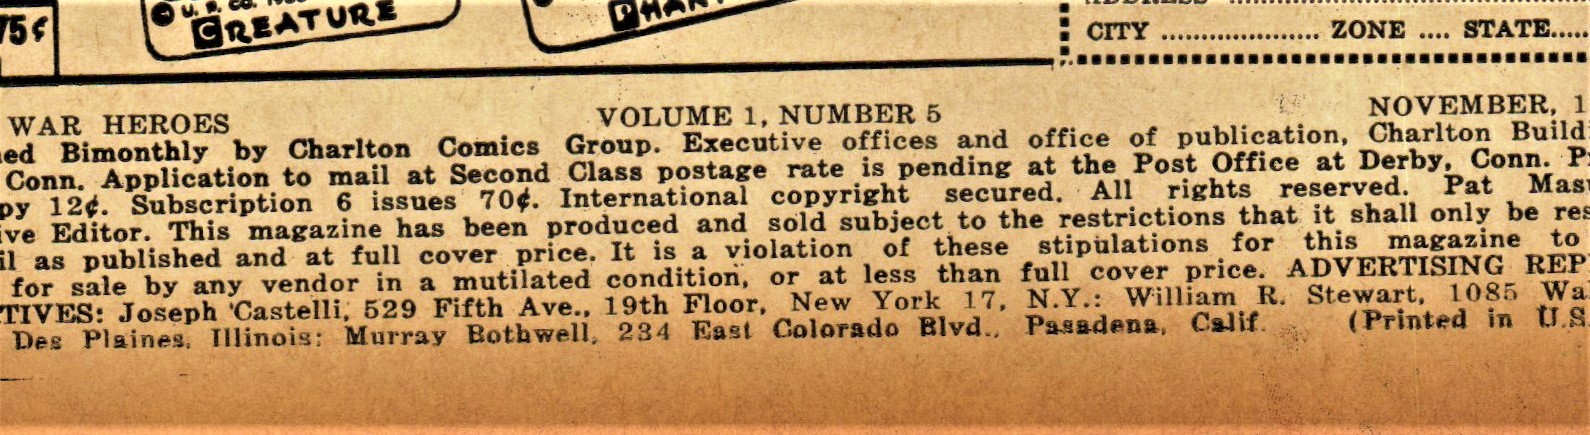 75¢
© U. S. CO.
CREATURE
CITY .................... ZONE .... STATE.....
WAR HEROES VOLUME 1, NUMBER 5 NOVEMBER, 1
ed Bimonthly by Charlton Comics Group. Executive offices and office of publication, Charlton Buildi
Conn. Application to mail at Second Class postage rate is pending at the Post Office at Derby, Conn. P
py 12¢. Subscription 6 issues 70¢. International copyright secured. All rights reserved. Pat Mas
ive Editor. This magazine has been produced and sold subject to the restrictions that it shall only be res
il as published and at full cover price. It is a violation of these stipulations for this magazine to
for sale by any vendor in a mutilated condition, or at less than full cover price. ADVERTISING REP
TIVES: Joseph Castelli, 529 Fifth Ave., 19th Floor, New York 17, N.Y.: William R. Stewart, 1085 Wa
Des Plaines, Illinois: Murray Bothwell, 234 East Colorado Blvd., Pasadena, Calif. (Printed in U.S.